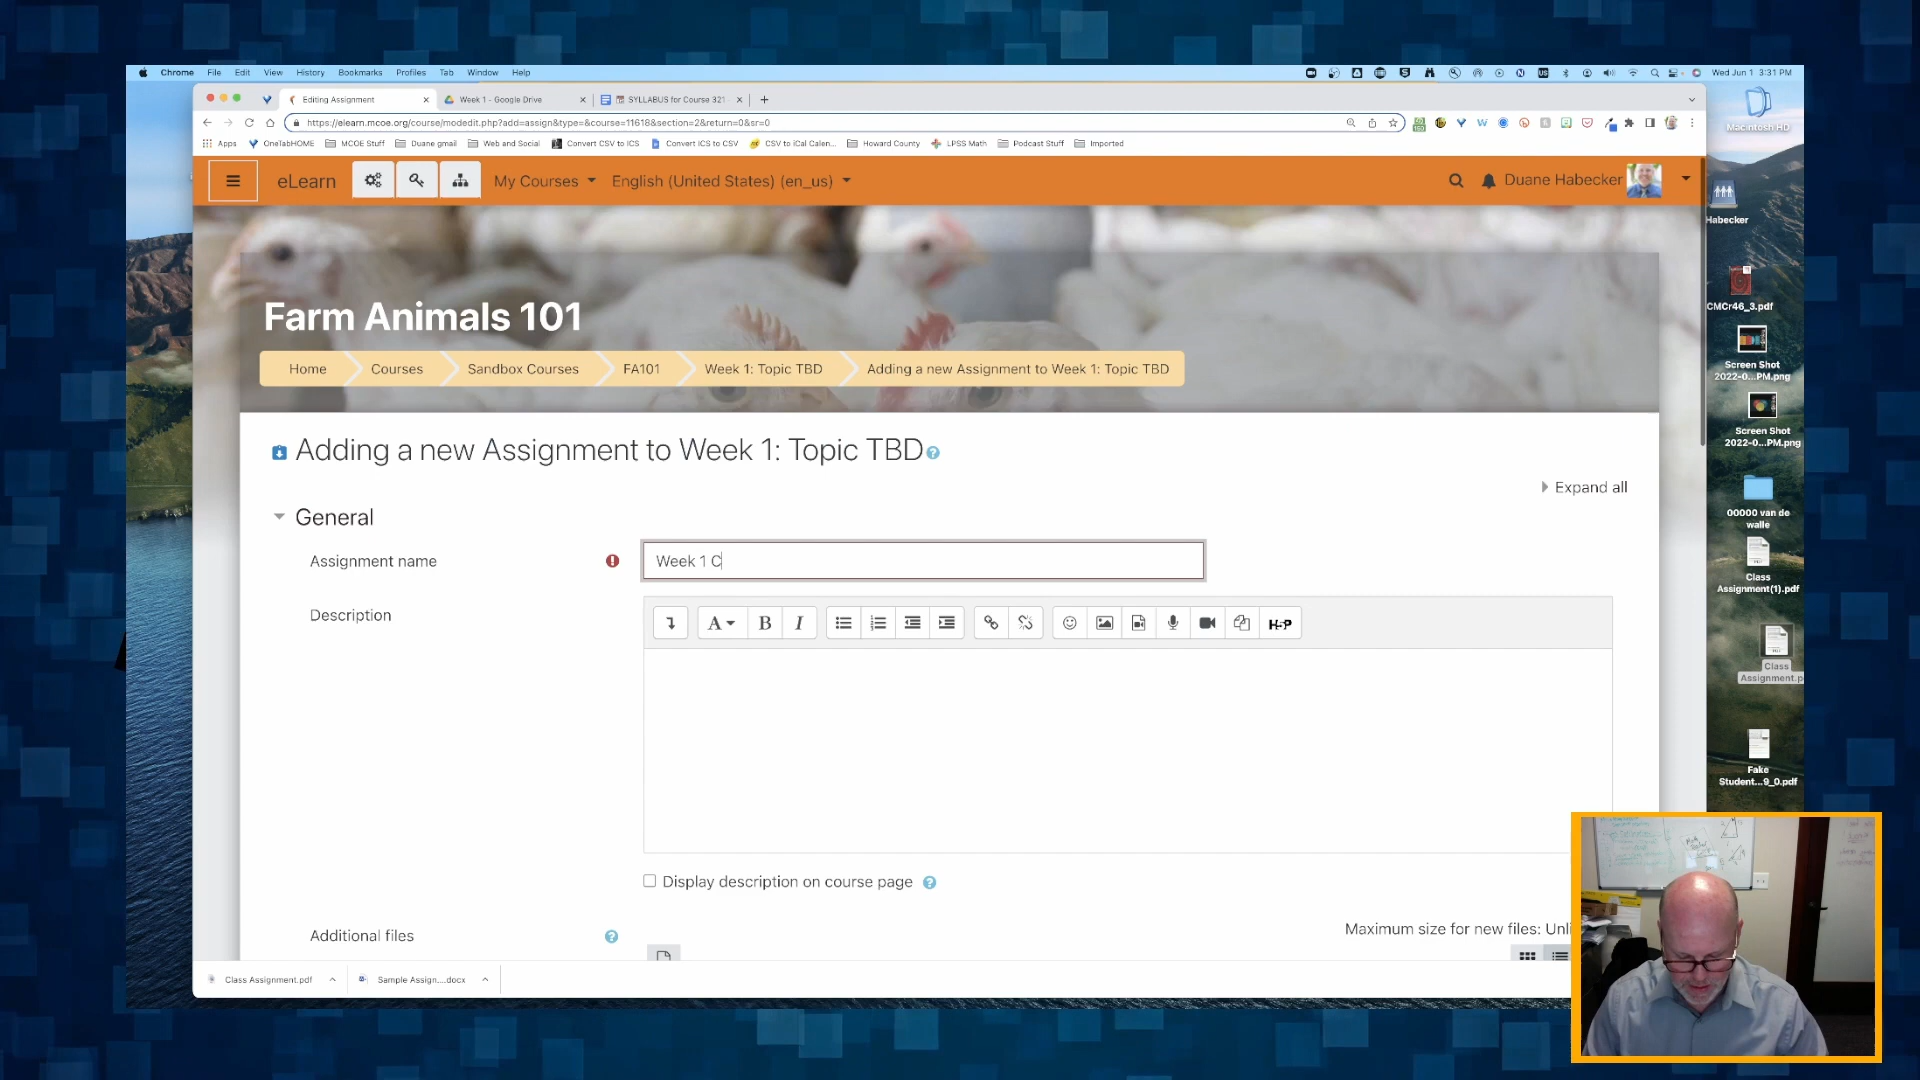 Chrome File Edit View History Bookmarks Profiles Tab Window Help
Wed Jun 1 3:31 PM
Editing Assignment
Week 1 - Google Drive
SYLLABUS for Course 321
https://elearn.mcoe.org/course/modedit.php?add=assign&type=&course=11618&section=2&return=0&sr=0
Apps OneTabHOME MCOE Stuff Duane gmail Web and Social Convert CSV to ICS Convert ICS to CSV CSV to iCal Calen... Howard County LPSS Math Podcast Stuff Imported
eLearn My Courses English (United States) (en_us) Duane Habecker
Farm Animals 101
Home Courses Sandbox Courses FA101 Week 1: Topic TBD Adding a new Assignment to Week 1: Topic TBD
Adding a new Assignment to Week 1: Topic TBD
Expand all
General
Assignment name
Week 1 C
Description
A B I H-P
Display description on course page
Additional files
Maximum size for new files: Unli
Class Assignment.pdf
Sample Assign....docx
Macintosh HD
Habecker
CMCr46_3.pdf
Screen Shot
2022-0...PM.png
Screen Shot
2022-0...PM.png
00000 van de
walle
Class
Assignment(1).pdf
Class
Assignment.p
Fake
Student...9_0.pdf